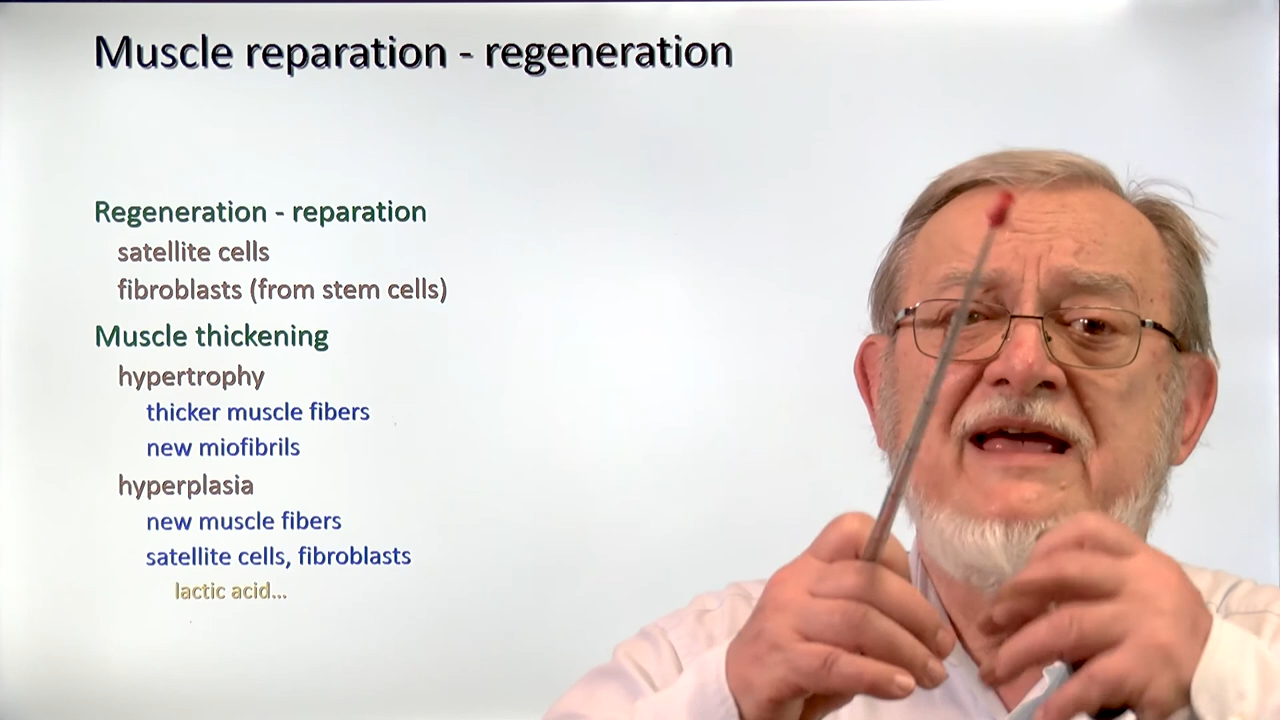 Muscle reparation - regeneration
Regeneration - reparation
satellite cells
fibroblasts (from stem cells)
Muscle thickening
hypertrophy
thicker muscle fibers
new miofibrils
hyperplasia
new muscle fibers
satellite cells, fibroblasts
lactic acid...